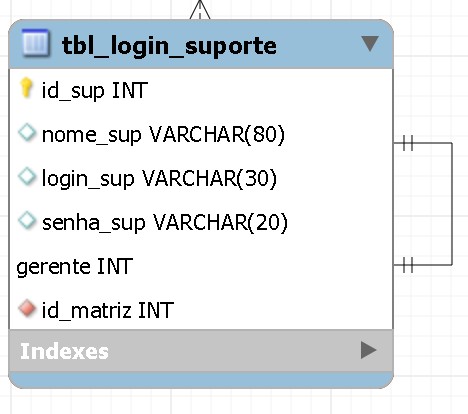 tbl_login_suporte
id_sup INT
nome_sup VARCHAR(80)
login_sup VARCHAR(30)
senha_sup VARCHAR(20)
gerente INT
id_matriz INT
Indexes